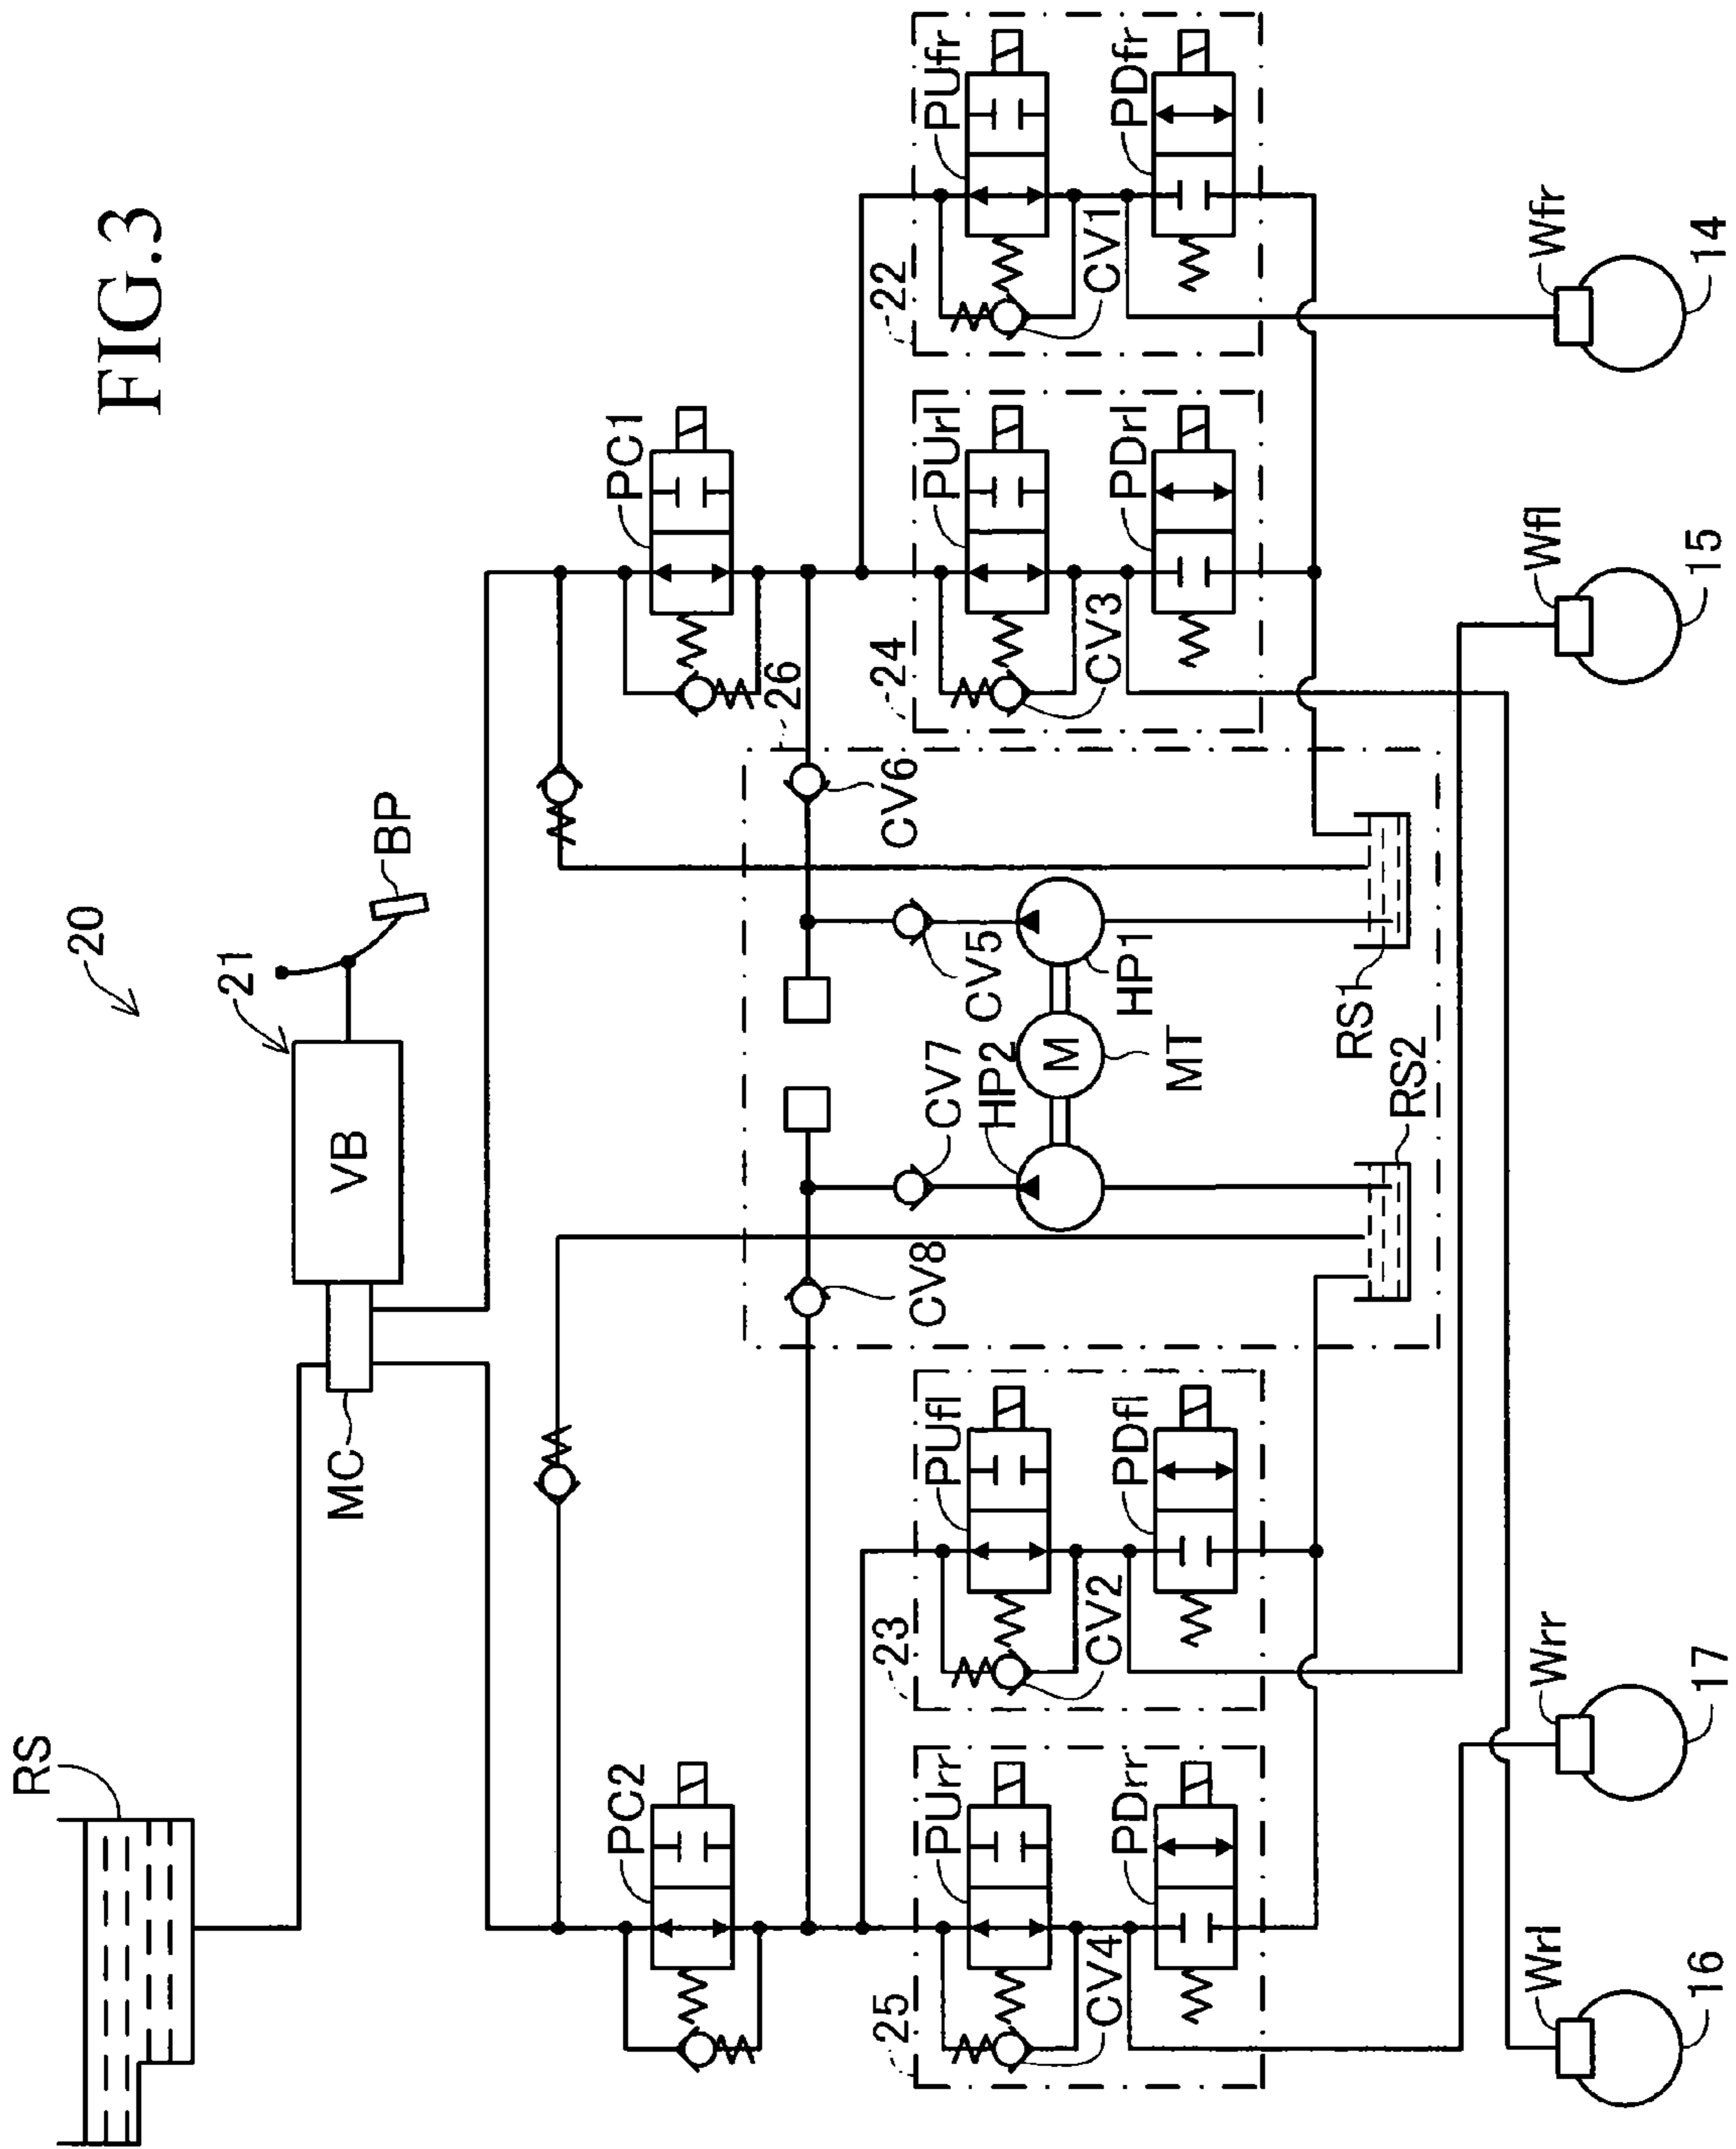 FIG.3
20
21
BP
VB
MC
RS
PC1
PC2
26
22
PUfr
PDfr
CV1
24
PUrl
PDrl
CV3
CV6
CV5
HP1
CV7
HP2
M
MT
CV8
RS1
RS2
23
PUfl
PDfl
CV2
25
PUrr
PDrr
CV4
Wfr
14
Wfl
15
Wrr
17
Wrl
16